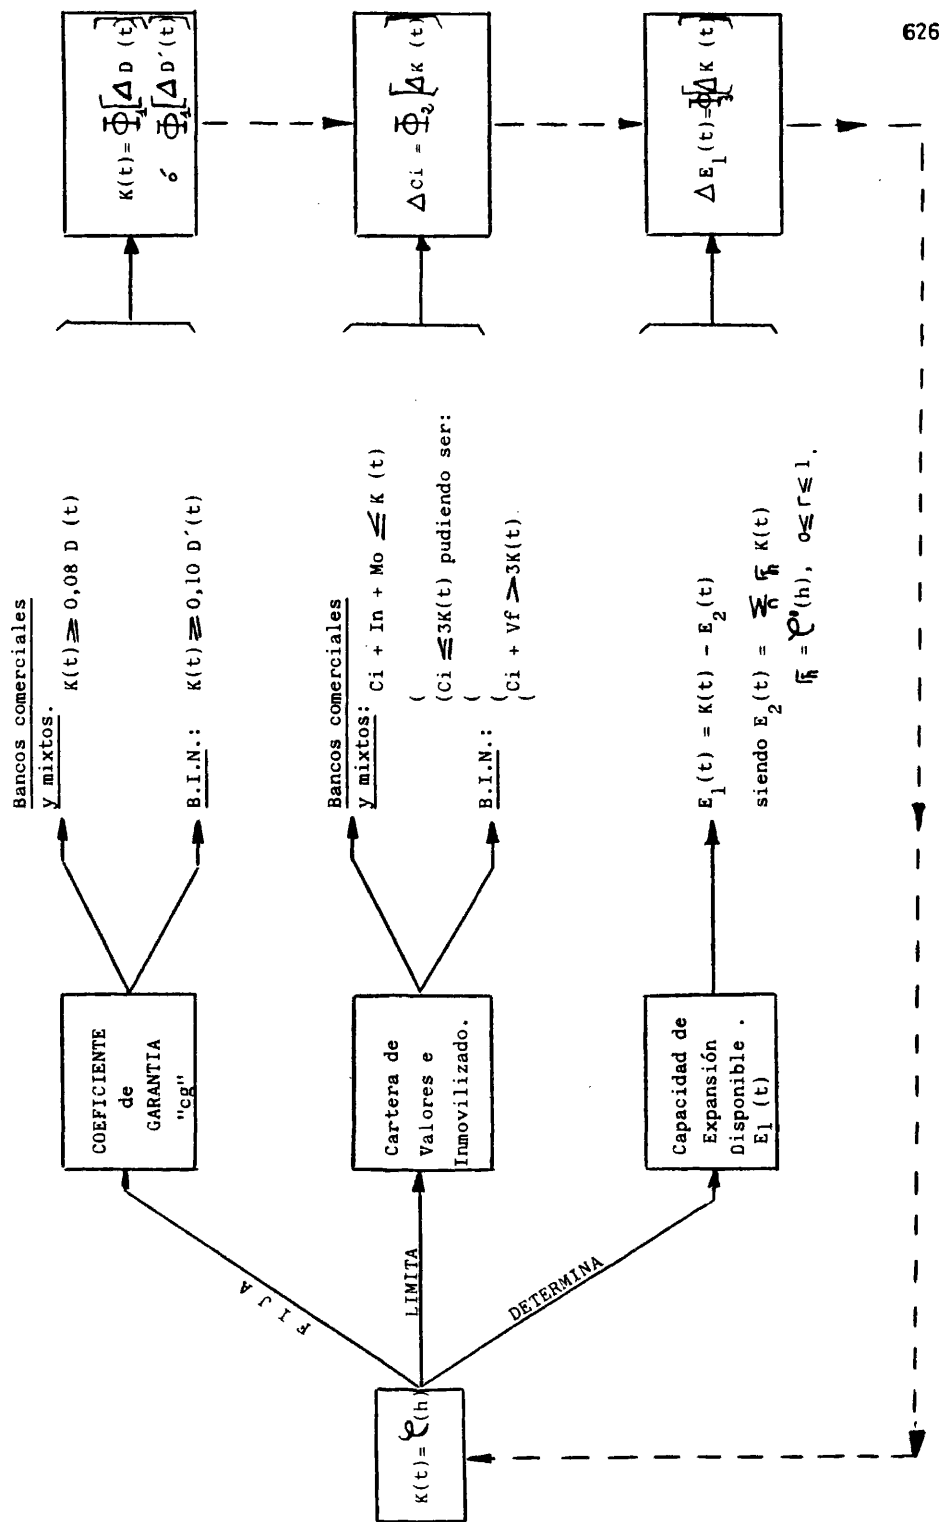 626
K(t)= φ(h)
F I J A
LIMITA
DETERMINA
COEFICIENTE
de
GARANTIA
"cg"
Bancos comerciales
y mixtos. K(t) ≥ 0,08 D (t)
B.I.N.: K(t) ≥ 0,10 D´(t)
K(t)= Φ₁[Δ D (t)]
ó Φ₁[Δ D´(t)]
Cartera de
Valores e
Inmovilizado.
Bancos comerciales
y mixtos: Ci + In + Mo ≤ K (t)
(
(Ci ≤ 3K(t) pudiendo ser:
(
B.I.N.: (
(Ci + Vf > 3K(t)
(
Δ Ci = Φ₂ [Δ K (t)]
Capacidad de
Expansión
Disponible .
E₁ (t)
E₁(t) = K(t) - E₂(t)
siendo E₂(t) = K(t)
= φ'(h), 0 ≤ r ≤ 1.
Δ E₁(t)= Φ₃[Δ K (t)]